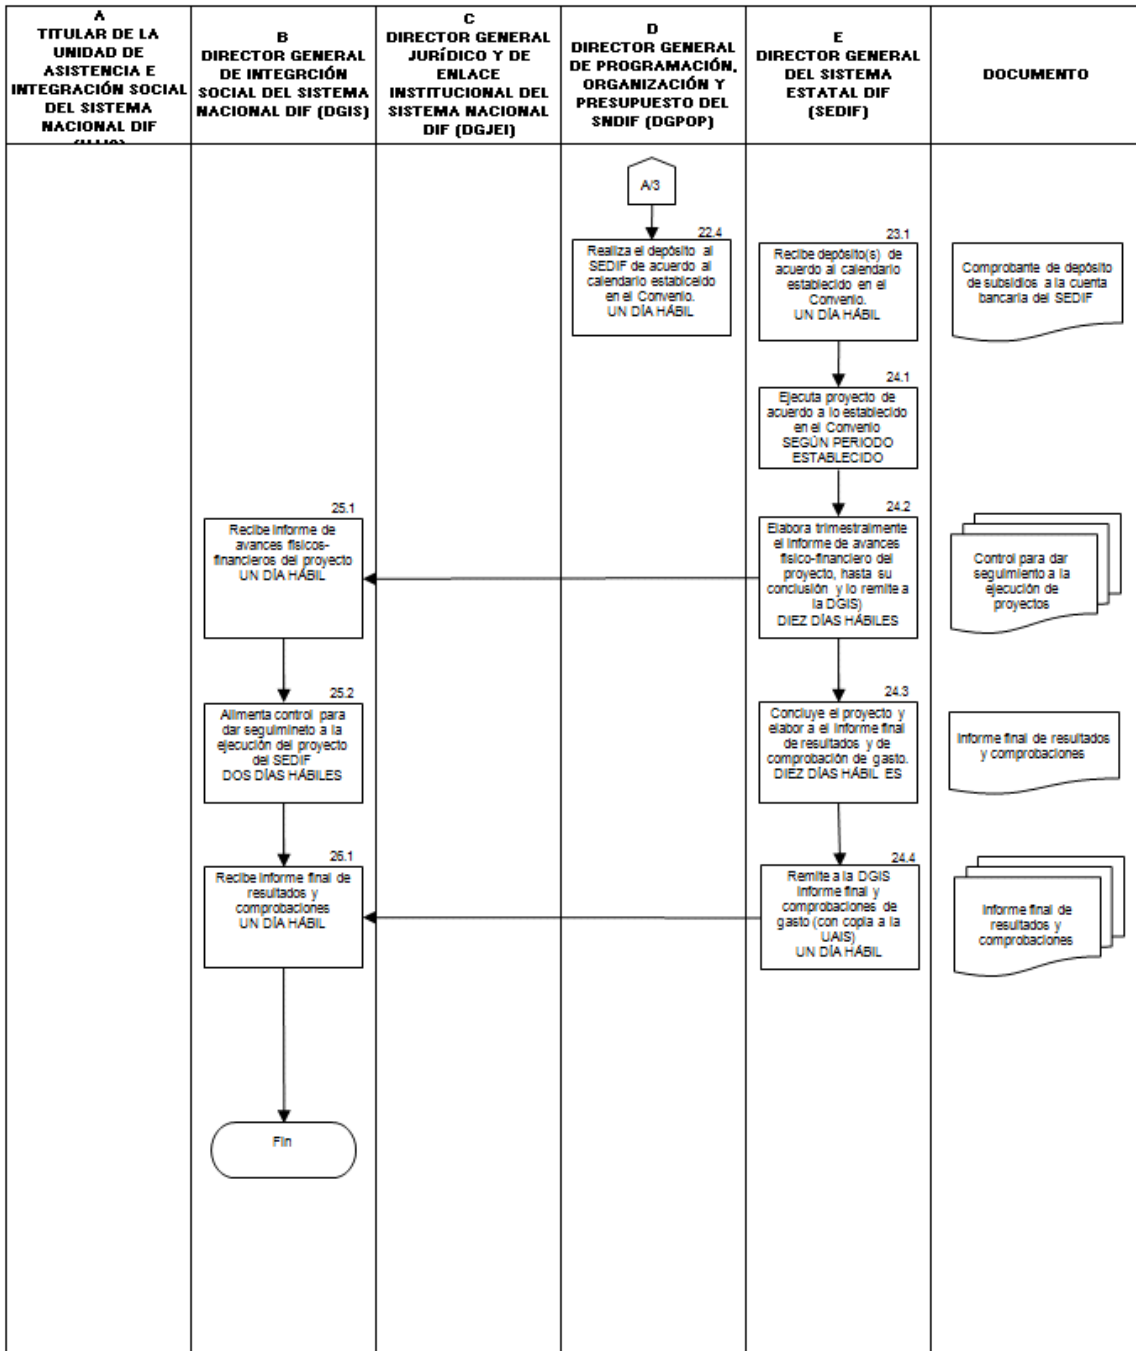 A
TITULAR DE LA
UNIDAD DE
ASISTENCIA E
INTEGRACIÓN SOCIAL
DEL SISTEMA
NACIONAL DIF
B
DIRECTOR GENERAL
DE INTEGRCIÓN
SOCIAL DEL SISTEMA
NACIONAL DIF (DGIS)
C
DIRECTOR GENERAL
JURÍDICO Y DE
ENLACE
INSTITUCIONAL DEL
SISTEMA NACIONAL
DIF (DGJEI)
D
DIRECTOR GENERAL
DE PROGRAMACIÓN,
ORGANIZACIÓN Y
PRESUPUESTO DEL
SNDIF (DGPOP)
E
DIRECTOR GENERAL
DEL SISTEMA
ESTATAL DIF
(SEDIF)
DOCUMENTO
A/3
22.4
Realiza el depósito al
SEDIF de acuerdo al
calendario estabiceldo
en el Convenio.
UN DÍA HÁBIL
23.1
Recibe depósito(s) de
acuerdo al calendario
establecido en el
Convenio.
UN DÍA HÁBIL
Comprobante de depósito
de subsidios a la cuenta
bancaria del SEDIF
24.1
Ejecuta proyecto de
acuerdo a lo establecido
en el Convenio
SEGÚN PERIODO
ESTABLECIDO
25.1
Recibe Informe de
avances físicos-
financieros del proyecto
UN DÍA HÁBIL
24.2
Elabora trimestralmente
el Informe de avances
físico-financiero del
proyecto, hasta su
conclusión y lo remite a
la DGIS)
DIEZ DÍAS HÁBILES
Control para dar
seguimiento a la
ejecución de
proyectos
25.2
Alimenta control para
dar seguimineto a la
ejecución del proyecto
del SEDIF
DOS DÍAS HÁBILES
24.3
Concluye el proyecto y
elabor a el Informe final
de resultados y de
comprobación de gasto.
DIEZ DÍAS HÁBIL ES
Informe final de resultados
y comprobaciones
26.1
Recibe Informe final de
resultados y
comprobaciones
UN DÍA HÁBIL
24.4
Remite a la DGIS
Informe final y
comprobaciones de
gasto (con copia a la
UAIS)
UN DÍA HÁBIL
Informe final de
resultados y
comprobaciones
Fin